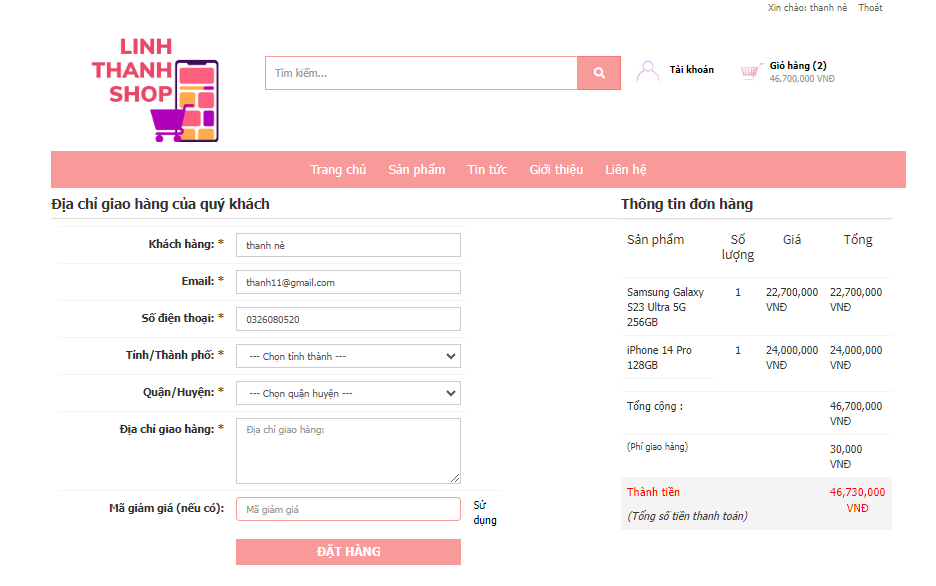 Xin chào: thanh nè Thoát
LINH
THANH
SHOP
Tìm kiếm...
Tài khoản
Giỏ hàng (2)
46,700,000 VNĐ
Trang chủ Sản phẩm Tin tức Giới thiệu Liên hệ
Địa chỉ giao hàng của quý khách
Khách hàng: * thanh nè
Email: * thanh11@gmail.com
Số điện thoại: * 0326080520
Tỉnh/Thành phố: * --- Chọn tỉnh thành ---
Quận/Huyện: * --- Chọn quận huyện ---
Địa chỉ giao hàng: * Địa chỉ giao hàng:
Mã giảm giá (nếu có): Mã giảm giá Sử
dụng
ĐẶT HÀNG
Thông tin đơn hàng
Sản phẩm Số Giá Tổng
lượng
Samsung Galaxy 1 22,700,000 22,700,000
S23 Ultra 5G VNĐ VNĐ
256GB
iPhone 14 Pro 1 24,000,000 24,000,000
128GB VNĐ VNĐ
Tổng cộng : 46,700,000
VNĐ
(Phí giao hàng) 30,000
VNĐ
Thành tiền 46,730,000
VNĐ
(Tổng số tiền thanh toán)